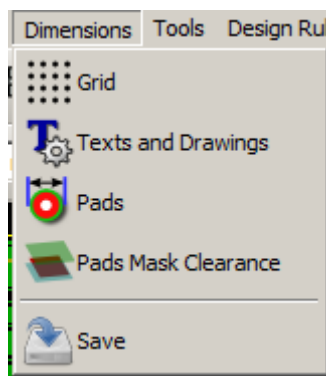 Dimensions Tools Design Ru
Grid
Texts and Drawings
Pads
Pads Mask Clearance
Save